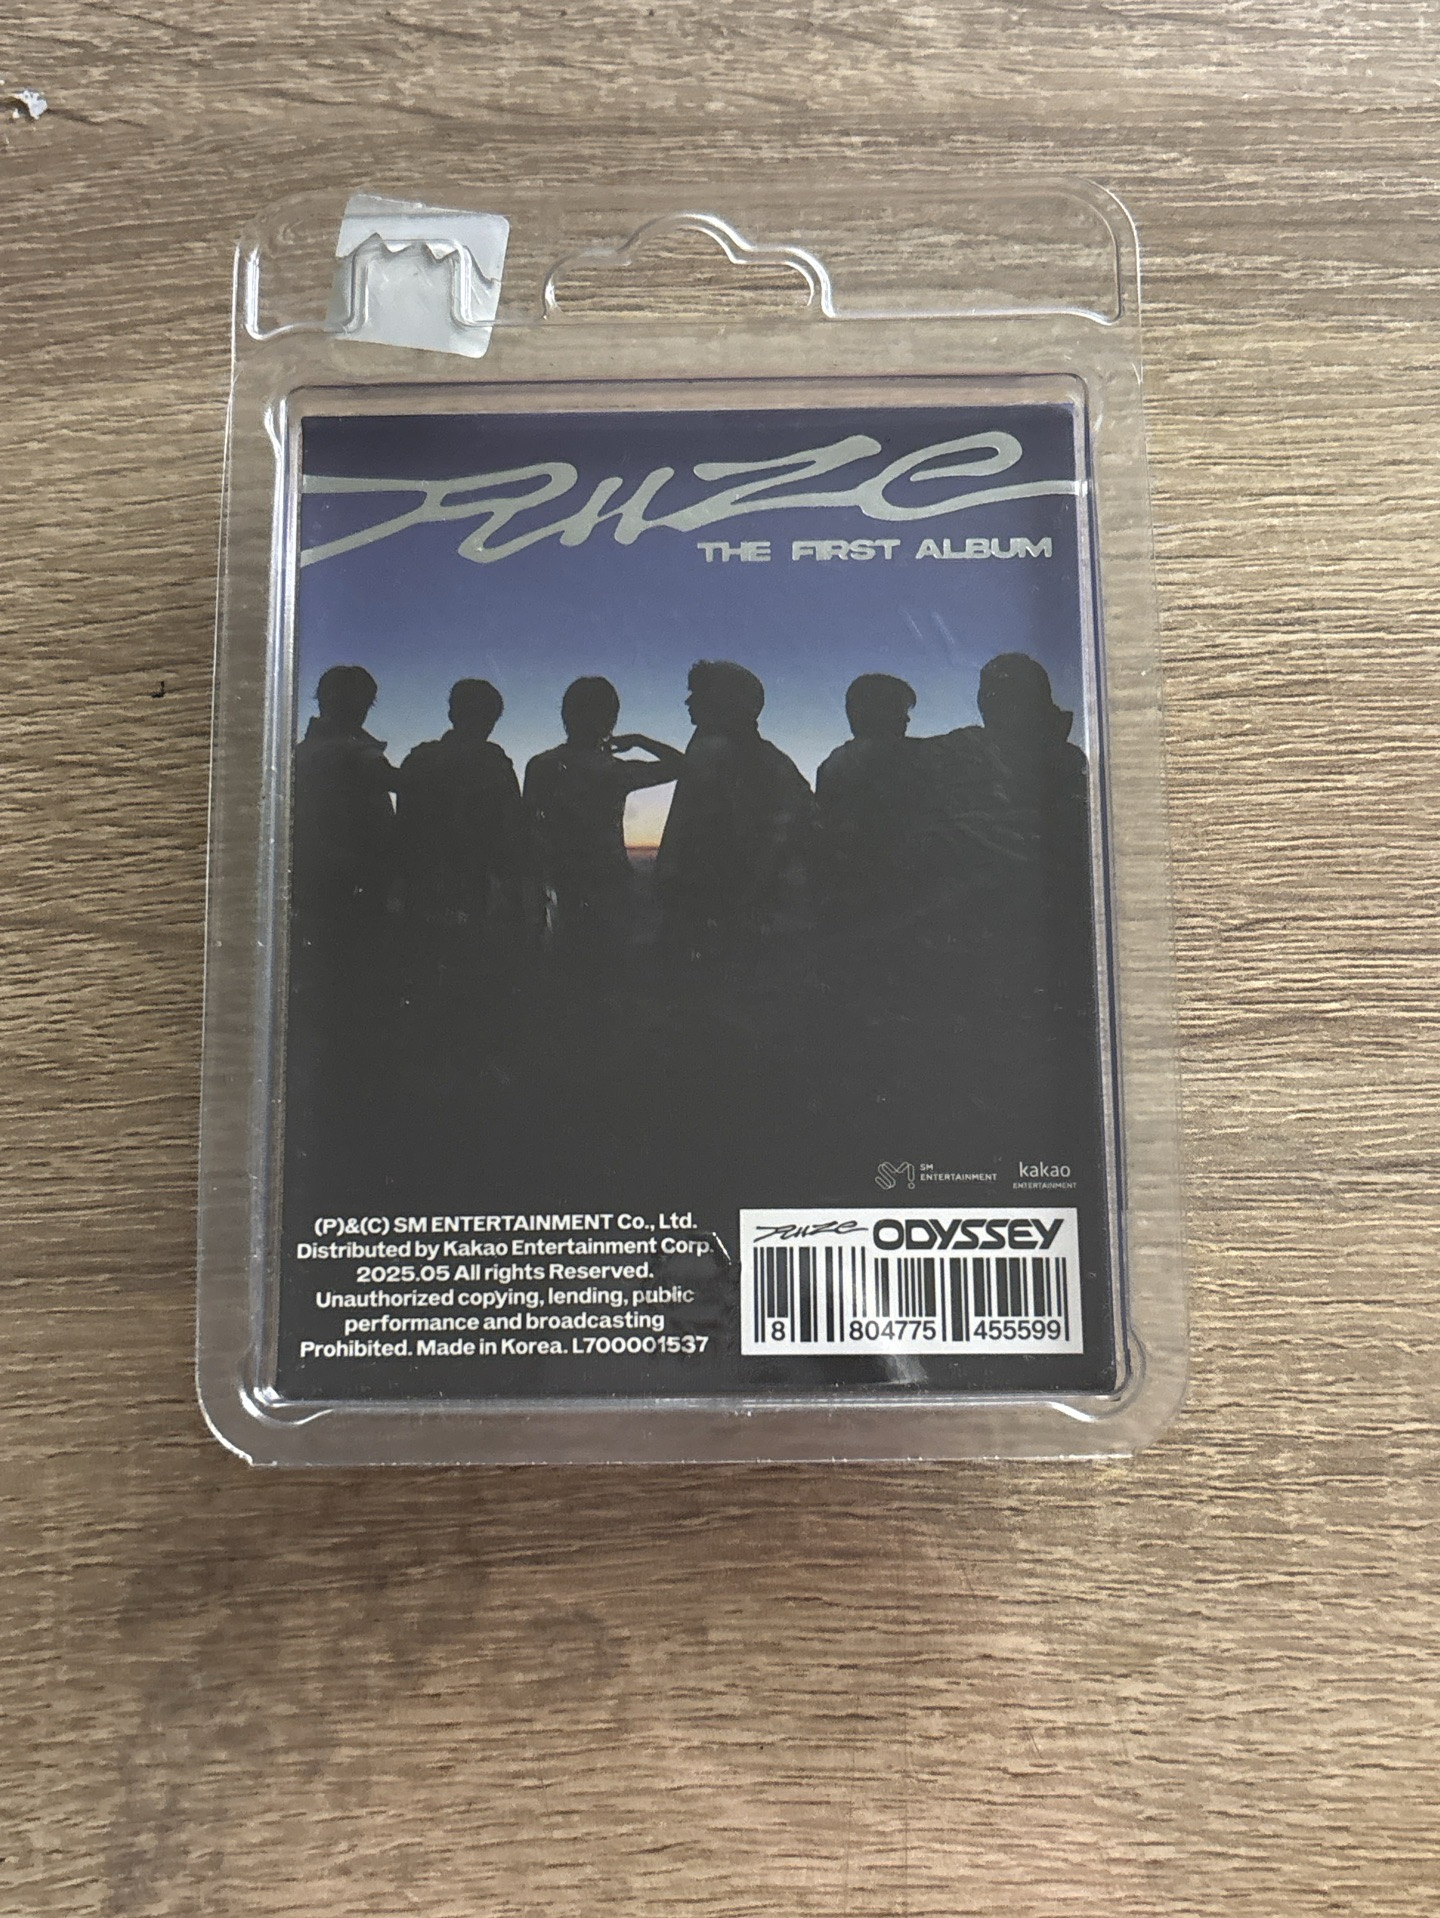 RIIZE
THE FIRST ALBUM
SM
ENTERTAINMENT
kakao
ENTERTAINMENT
(P)&(C) SM ENTERTAINMENT Co., Ltd.
Distributed by Kakao Entertainment Corp.
2025.05 All rights Reserved.
Unauthorized copying, lending, public
performance and broadcasting
Prohibited. Made in Korea. L700001537
RIIZE ODYSSEY
8 804775 455599